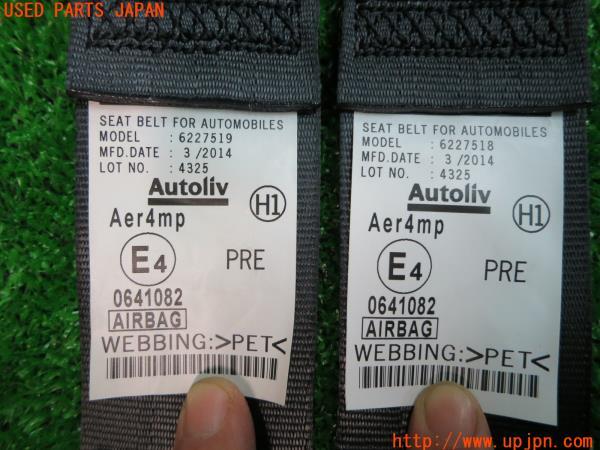 USED PARTS JAPAN
SEAT BELT FOR AUTOMOBILES
MODEL : 6227519
MFD.DATE : 3 /2014
LOT NO. : 4325
Autoliv
H1
Aer4mp
E4
PRE
0641082
AIRBAG
WEBBING:>PET<
SEAT BELT FOR AUTOMOBILES
MODEL : 6227518
MFD.DATE : 3 /2014
LOT NO. : 4325
Autoliv
H1
Aer4mp
E4
PRE
0641082
AIRBAG
WEBBING:>PET<
http://www.upjpn.com/